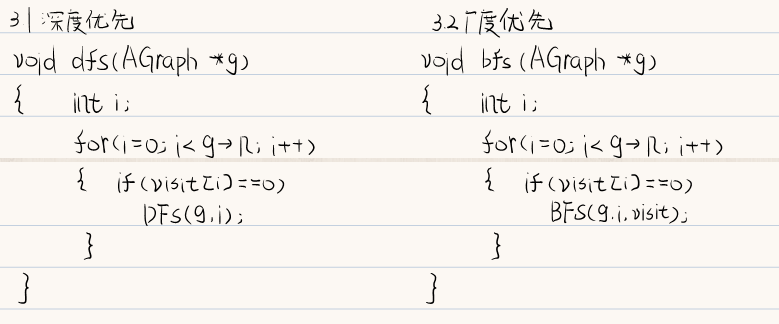 3.1 深度优先
void dfs(AGraph *g)
{ int i;
for(i=0; i<g→n; i++)
{ if(visit[i]==0)
DFS(g,i);
}
}
3.2 广度优先
void bfs(AGraph *g)
{ int i;
for(i=0; i<g→n; i++)
{ if(visit[i]==0)
BFS(g,i,visit);
}
}